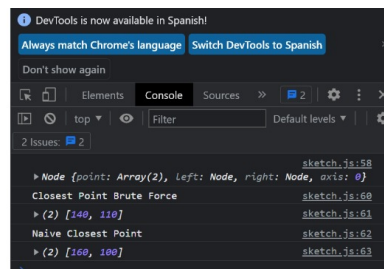 DevTools is now available in Spanish!
Always match Chrome's language Switch DevTools to Spanish
Don't show again
Elements Console Sources » 2
top ▼ Filter Default levels ▼
2 Issues: 2
sketch.js:58
▶ Node {point: Array(2), left: Node, right: Node, axis: 0}
Closest Point Brute Force sketch.js:60
▶ (2) [140, 110] sketch.js:61
Naive Closest Point sketch.js:62
▶ (2) [160, 100] sketch.js:63